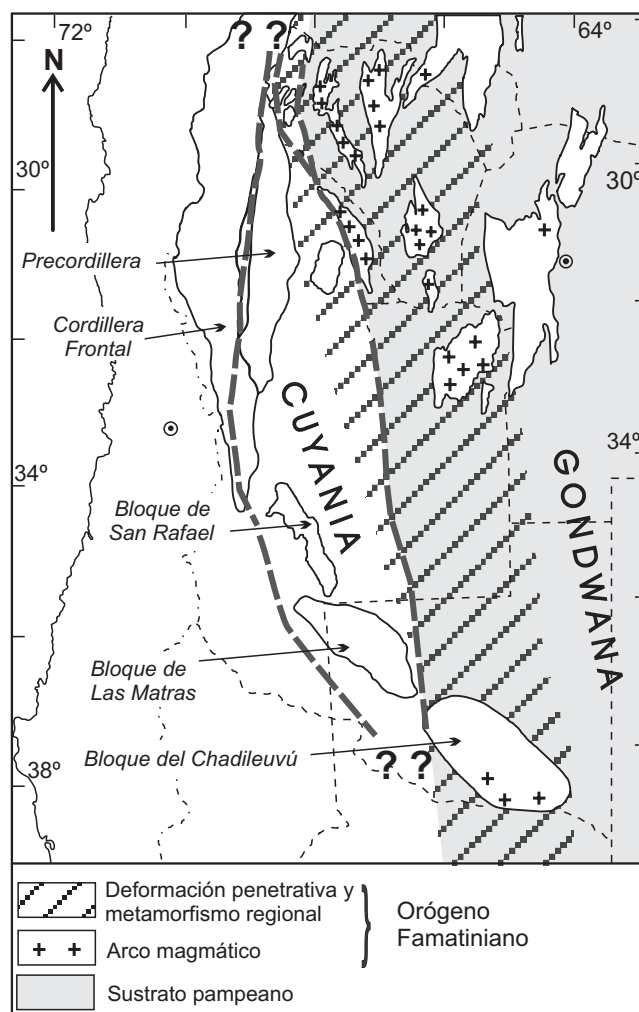 72º
64º
? ?
N
30º
30º
Precordillera
Cordillera
Frontal
CUYANIA
34º
34º
GONDWANA
Bloque de
San Rafael
Bloque de
Las Matras
Bloque del Chadileuvú
? ?
38º
Deformación penetrativa y
metamorfismo regional
Arco magmático
Orógeno
Famatiniano
Sustrato pampeano